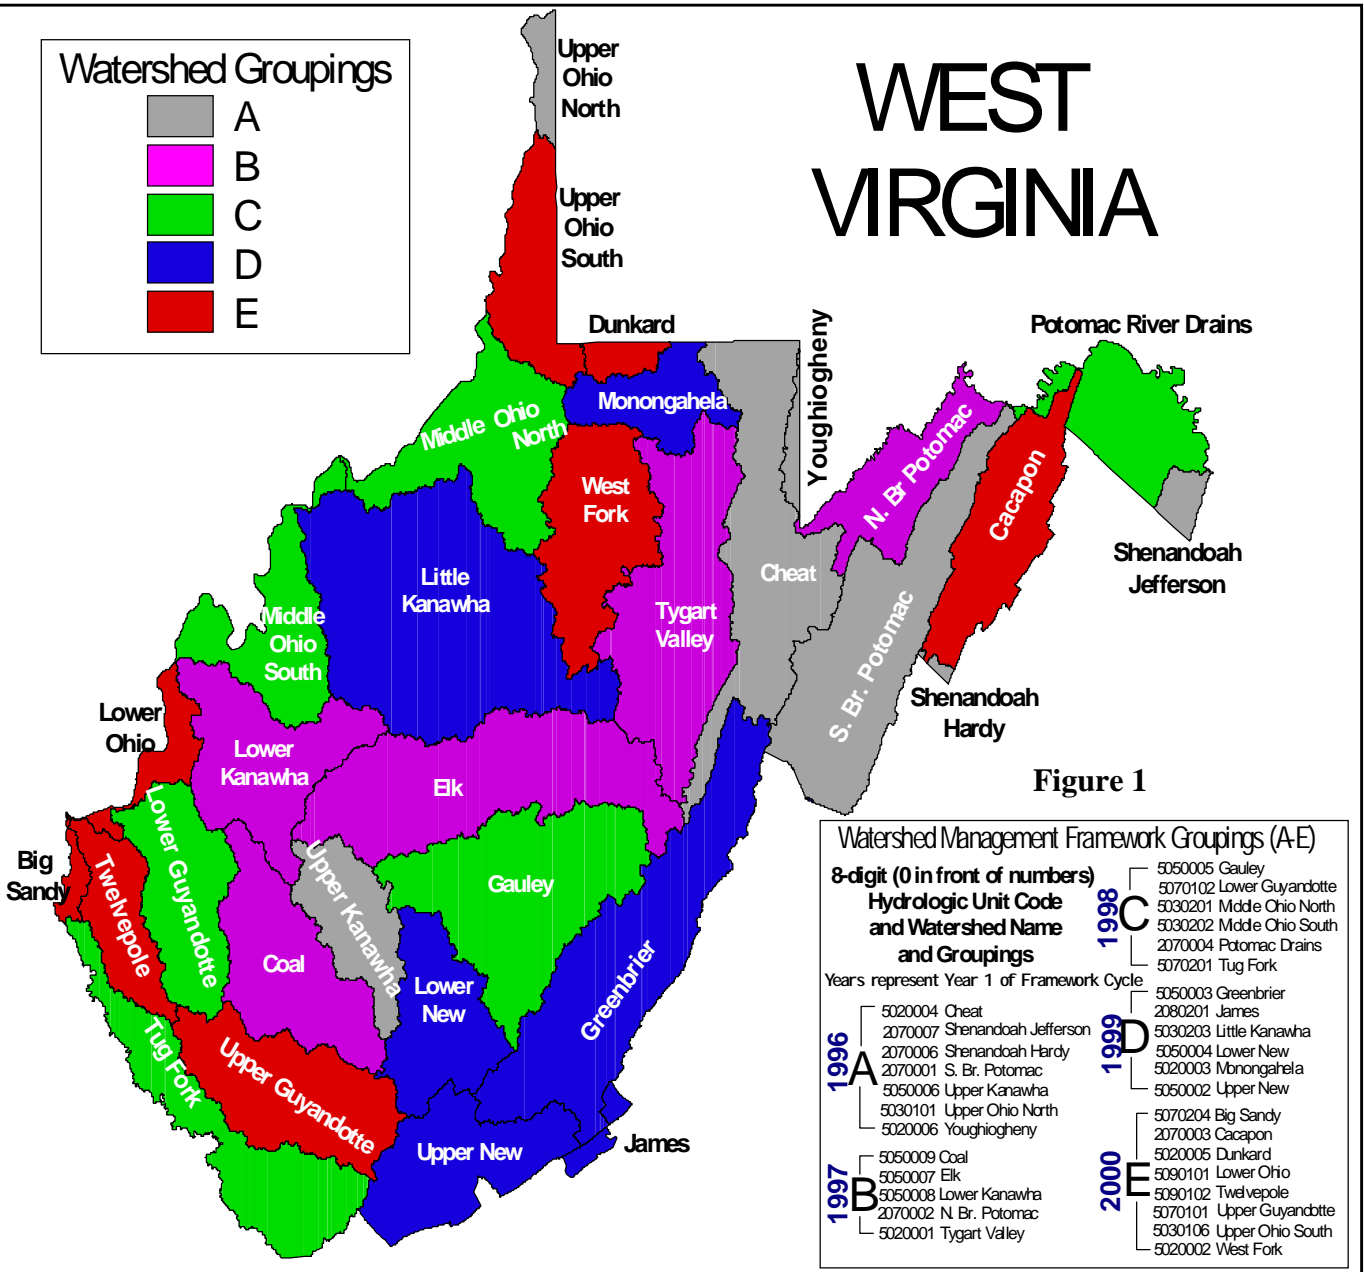 WEST
VIRGINIA
Watershed Groupings
A
B
C
D
E
Upper
Ohio
North
Upper
Ohio
South
Dunkard
Youghiogheny
Potomac River Drains
Monongahela
Middle Ohio
North
N. Br Potomac
West
Fork
Cacapon
Shenandoah
Jefferson
Little
Kanawha
Cheat
Tygart
Valley
Middle
Ohio
South
S. Br. Potomac
Shenandoah
Hardy
Lower
Ohio
Lower
Kanawha
Elk
Figure 1
Lower Guyandotte
Big
Sandy
Twelvepole
Upper Kanawha
Gauley
Coal
Lower
New
Greenbrier
Tug Fork
Upper Guyandotte
Upper New
James
Watershed Management Framework Groupings (A-E)
8-digit (0 in front of numbers)
Hydrologic Unit Code
and Watershed Name
and Groupings
Years represent Year 1 of Framework Cycle
1996
A
5020004 Cheat
2070007 Shenandoah Jefferson
2070006 Shenandoah Hardy
2070001 S. Br. Potomac
5050006 Upper Kanawha
5030101 Upper Ohio North
5020006 Youghiogheny
1997
B
5050009 Coal
5050007 Elk
5050008 Lower Kanawha
2070002 N. Br. Potomac
5020001 Tygart Valley
1998
C
5050005 Gauley
5070102 Lower Guyandotte
5030201 Middle Ohio North
5030202 Middle Ohio South
2070004 Potomac Drains
5070201 Tug Fork
1999
D
5050003 Greenbrier
2080201 James
5030203 Little Kanawha
5050004 Lower New
5020003 Monongahela
5050002 Upper New
2000
E
5070204 Big Sandy
2070003 Cacapon
5020005 Dunkard
5090101 Lower Ohio
5090102 Twelvepole
5070101 Upper Guyandotte
5030106 Upper Ohio South
5020002 West Fork